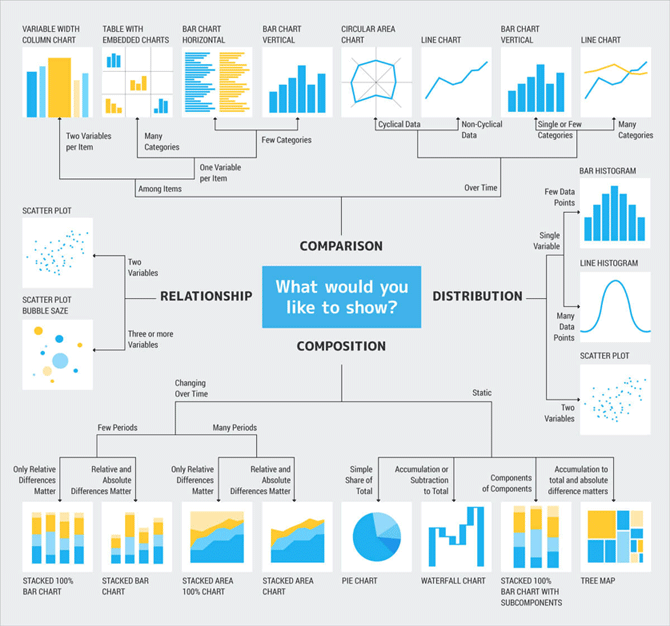 VARIABLE WIDTH
COLUMN CHART
TABLE WITH
EMBEDDED CHARTS
BAR CHART
HORIZONTAL
BAR CHART
VERTICAL
CIRCULAR AREA
CHART
LINE CHART
BAR CHART
VERTICAL
LINE CHART
Two Variables
per Item
Many
Categories
Few Categories
Cyclical Data
Non-Cyclical
Data
Single or Few
Categories
Many
Categories
One Variable
per Item
Among Items
Over Time
COMPARISON
BAR HISTOGRAM
Few Data
Points
Single
Variable
LINE HISTOGRAM
Many
Data
Points
SCATTER PLOT
Two
Variables
DISTRIBUTION
SCATTER PLOT
Two
Variables
SCATTER PLOT
BUBBLE SAZE
Three or more
Variables
RELATIONSHIP
What would you
like to show?
COMPOSITION
Changing
Over Time
Static
Few Periods
Many Periods
Only Relative
Differences
Matter
Relative and
Absolute
Differences Matter
Only Relative
Differences
Matter
Relative and
Absolute
Differences Matter
Simple
Share of
Total
Accumulation or
Subtraction
to Total
Components
of Components
Accumulation to
total and absolute
difference matters
STACKED 100%
BAR CHART
STACKED BAR
CHART
STACKED AREA
100% CHART
STACKED AREA
CHART
PIE CHART
WATERFALL CHART
STACKED 100%
BAR CHART WITH
SUBCOMPONENTS
TREE MAP